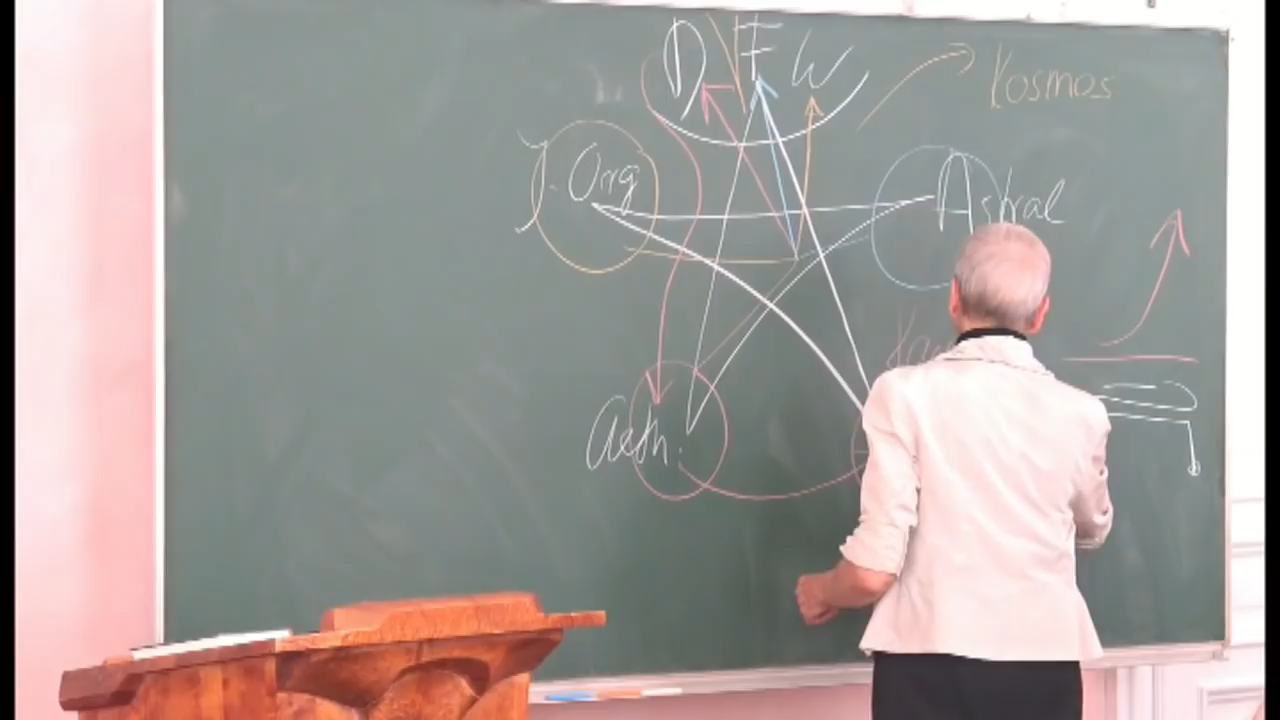 D F W
Kosmos
J. Org
Astral
aeth.